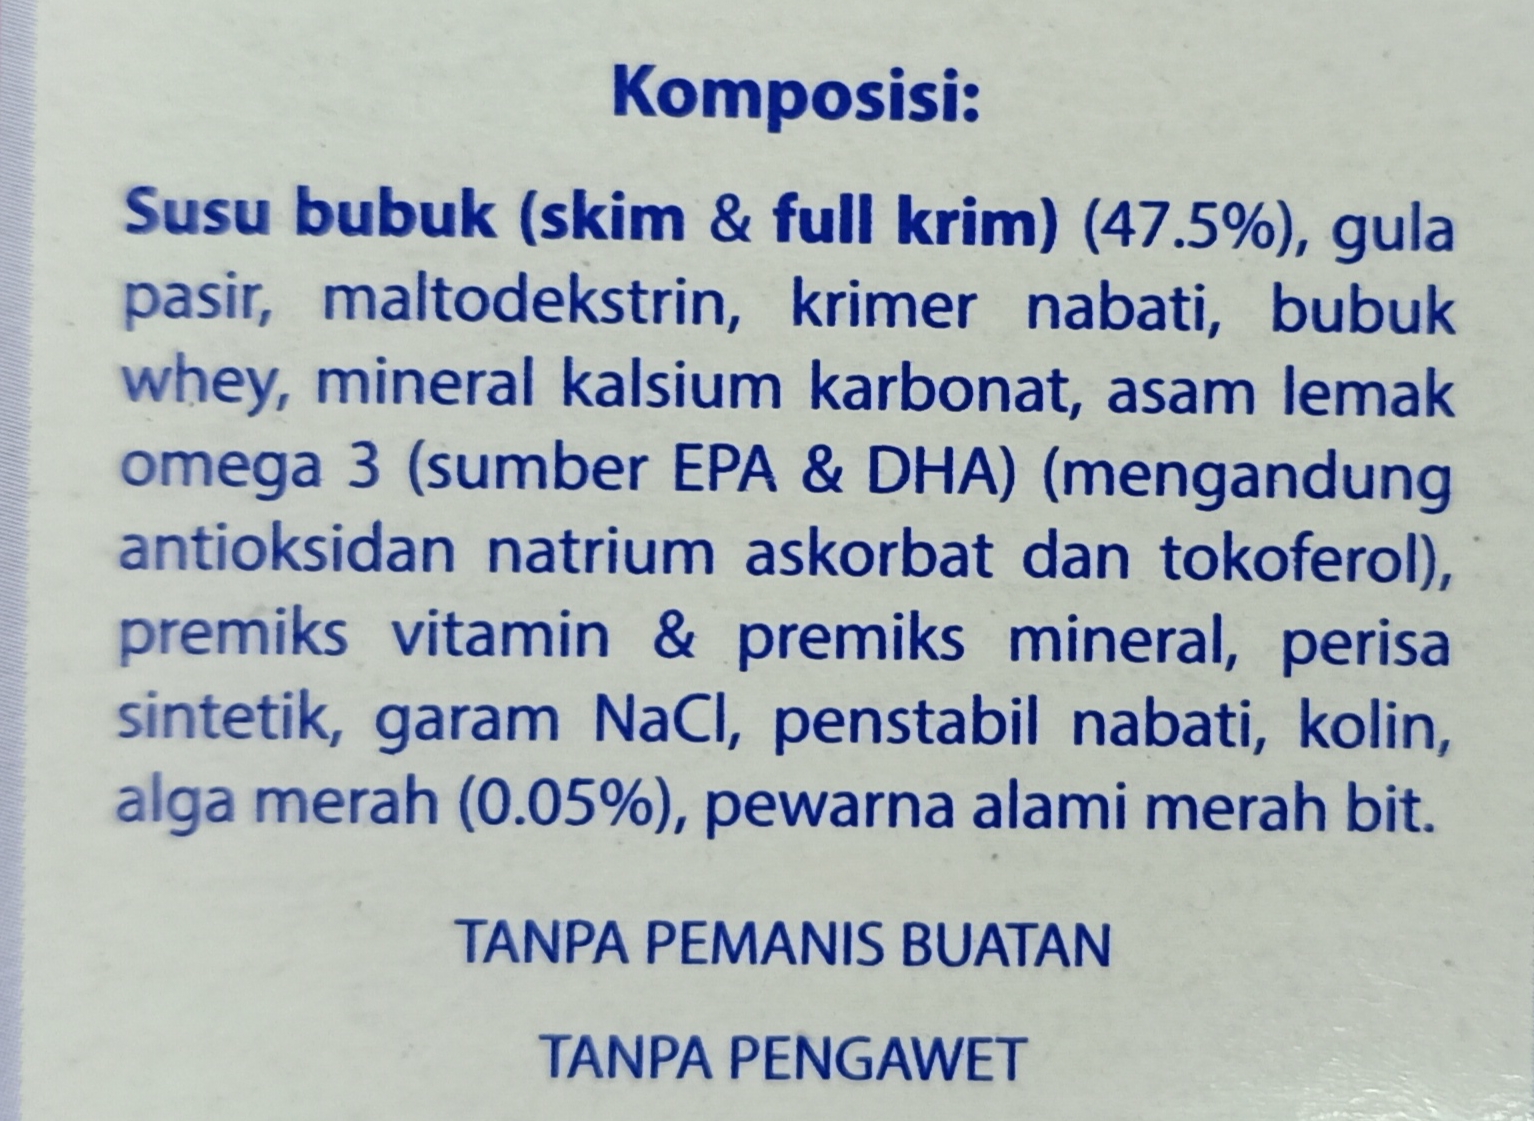 Komposisi:
Susu bubuk (skim & full krim) (47.5%), gula
pasir, maltodekstrin, krimer nabati, bubuk
whey, mineral kalsium karbonat, asam lemak
omega 3 (sumber EPA & DHA) (mengandung
antioksidan natrium askorbat dan tokoferol),
premiks vitamin & premiks mineral, perisa
sintetik, garam NaCl, penstabil nabati, kolin,
alga merah (0.05%), pewarna alami merah bit.
TANPA PEMANIS BUATAN
TANPA PENGAWET